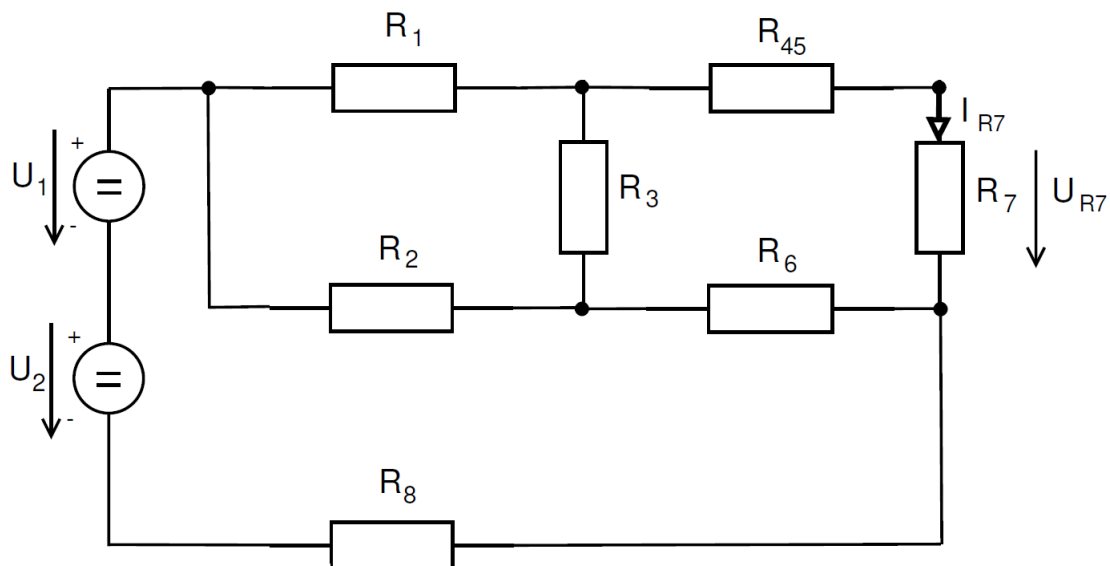 R1
R45
IR7
+
U1
=
-
R3
R7
UR7
R2
R6
+
U2
=
-
R8